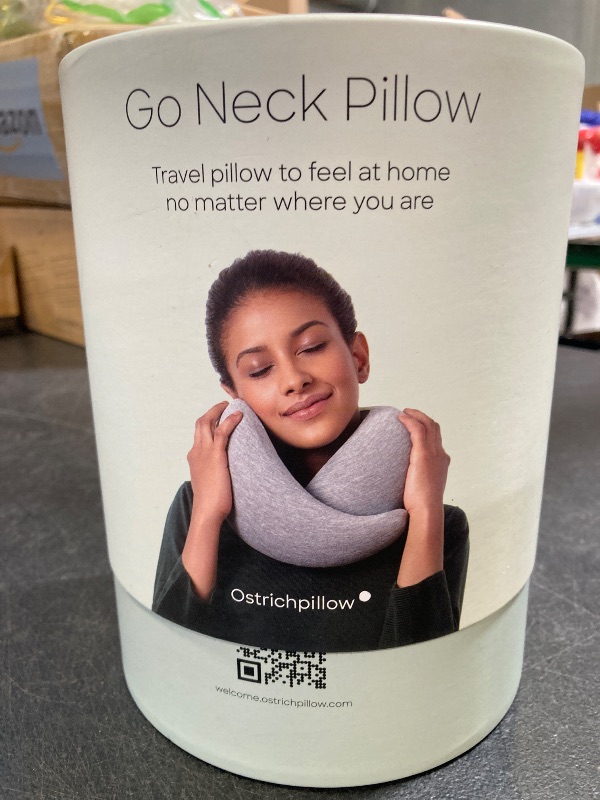 Go Neck Pillow
Travel pillow to feel at home
no matter where you are
Ostrichpillow
welcome.ostrichpillow.com